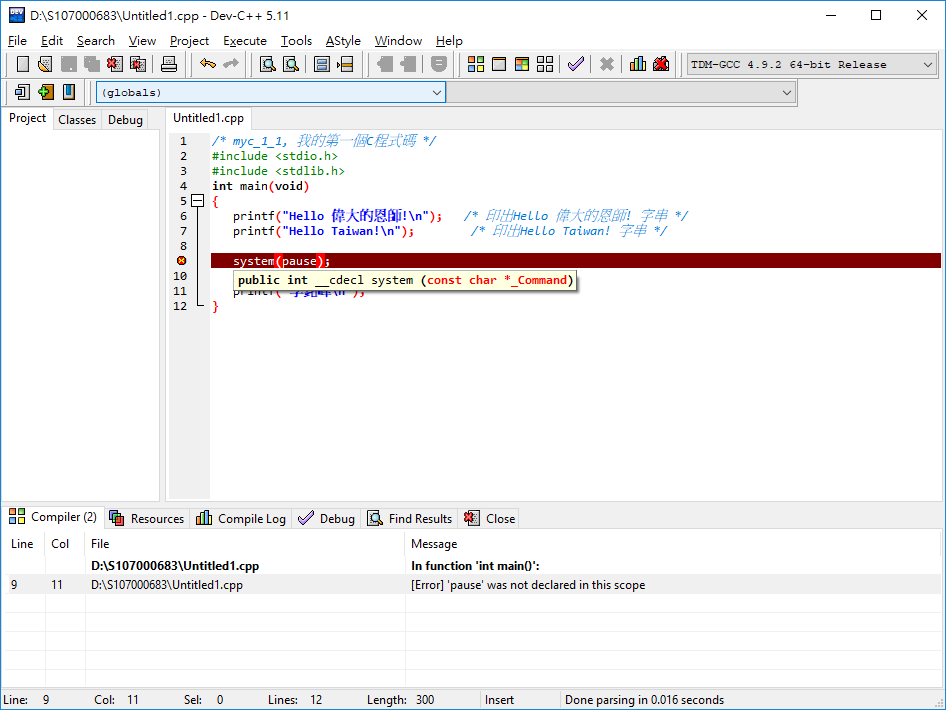 D:\S107000683\Untitled1.cpp - Dev-C++ 5.11
File Edit Search View Project Execute Tools AStyle Window Help
TDM-GCC 4.9.2 64-bit Release
(globals)
Project Classes Debug Untitled1.cpp
1 /* myc_1_1, 我的第一個C程式碼 */
2 #include <stdio.h>
3 #include <stdlib.h>
4 int main(void)
5 {
6 printf("Hello 偉大的恩師!\n"); /* 印出Hello 偉大的恩師! 字串 */
7 printf("Hello Taiwan!\n"); /* 印出Hello Taiwan! 字串 */
8
system(pause);
10 public int __cdecl system (const char *_Command)
11
12 }
Compiler (2) Resources Compile Log Debug Find Results Close
Line Col File Message
D:\S107000683\Untitled1.cpp In function 'int main()':
9 11 D:\S107000683\Untitled1.cpp [Error] 'pause' was not declared in this scope
Line: 9 Col: 11 Sel: 0 Lines: 12 Length: 300 Insert Done parsing in 0.016 seconds